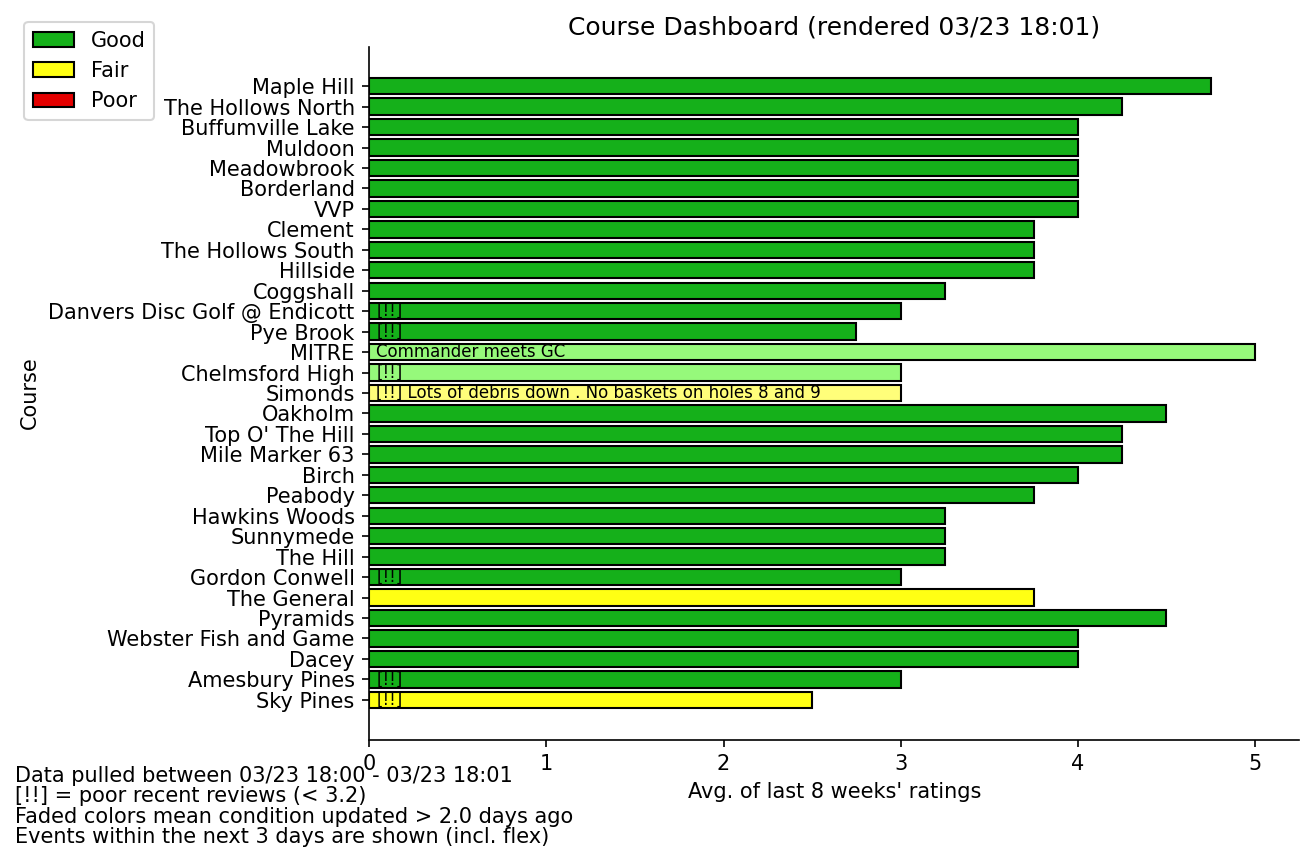 Course Dashboard (rendered 03/23 18:01)
Good
Fair
Poor
Course
Maple Hill
The Hollows North
Buffumville Lake
Muldoon
Meadowbrook
Borderland
VVP
Clement
The Hollows South
Hillside
Coggshall
Danvers Disc Golf @ Endicott [!!]
Pye Brook [!!]
MITRE Commander meets GC
Chelmsford High [!!]
Simonds [!!] Lots of debris down . No baskets on holes 8 and 9
Oakholm
Top O' The Hill
Mile Marker 63
Birch
Peabody
Hawkins Woods
Sunnymede
The Hill
Gordon Conwell [!!]
The General
Pyramids
Webster Fish and Game
Dacey
Amesbury Pines [!!]
Sky Pines [!!]
0 1 2 3 4 5
Avg. of last 8 weeks' ratings
Data pulled between 03/23 18:00 - 03/23 18:01
[!!] = poor recent reviews (< 3.2)
Faded colors mean condition updated > 2.0 days ago
Events within the next 3 days are shown (incl. flex)